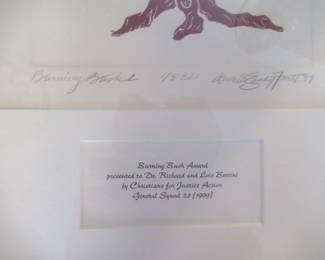 Burning Bush
Burning Bush Award
presented to Dr. Richard and Lois
by Christians for Justice Action
General Synod 22 (1999)